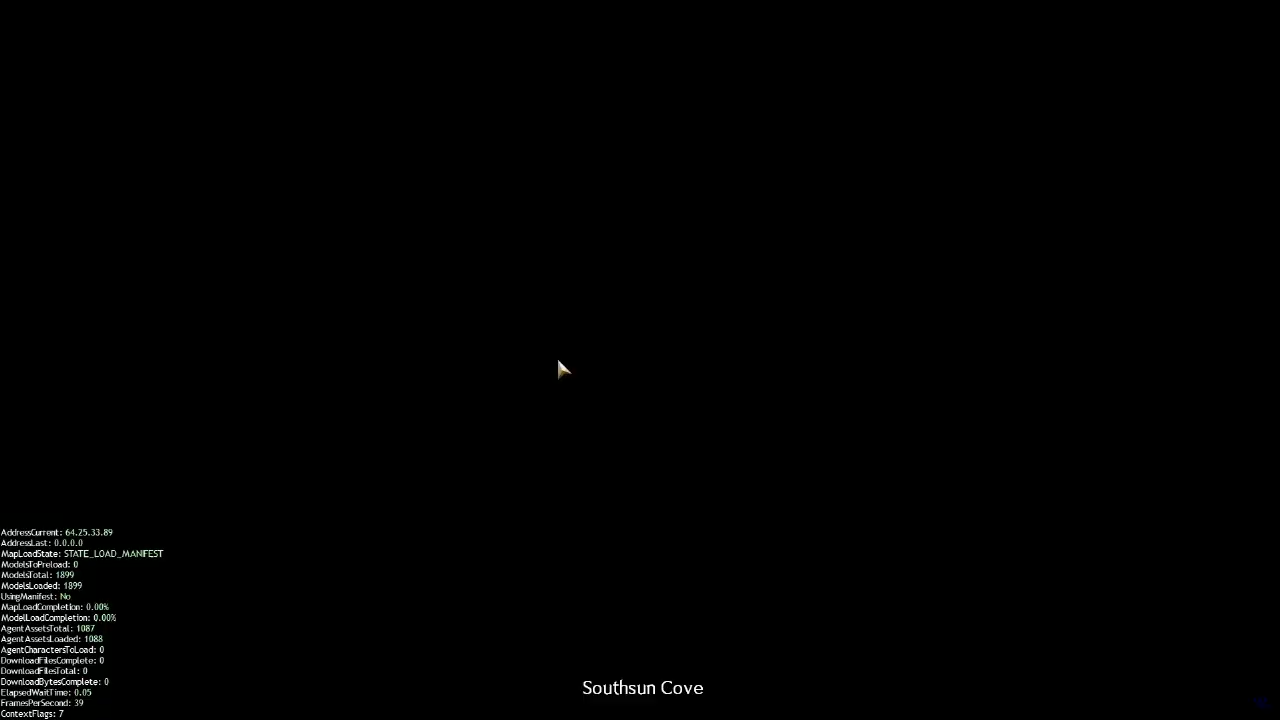 AddressCurrent: 64.25.33.89
AddressLast: 0.0.0.0
MapLoadState: STATE_LOAD_MANIFEST
ModelsToPreload: 0
ModelsTotal: 1899
ModelsLoaded: 1899
UsingManifest: No
MapLoadCompletion: 0.00%
ModelLoadCompletion: 0.00%
AgentAssetsTotal: 1087
AgentAssetsLoaded: 1088
AgentCharactersToLoad: 0
DownloadFilesComplete: 0
DownloadFilesTotal: 0
DownloadBytesComplete: 0
ElapsedWaitTime: 0.05
FramesPerSecond: 39
ContextFlags: 7
Southsun Cove